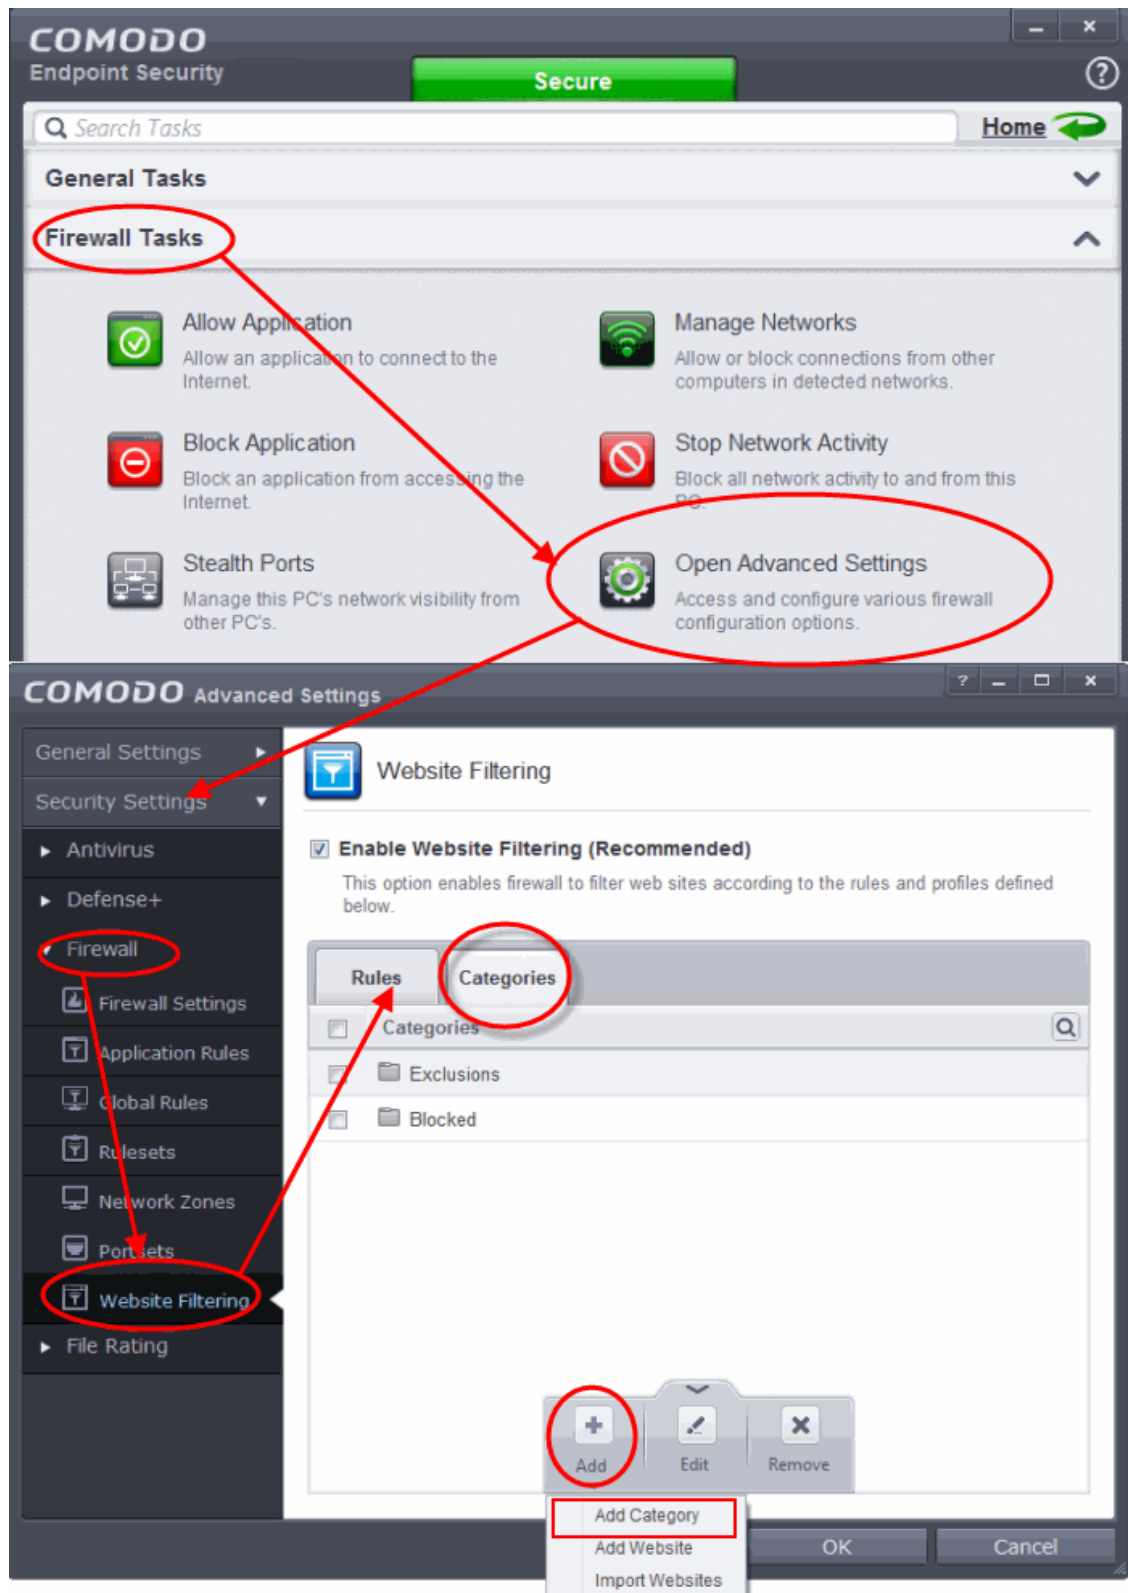 COMODO
Endpoint Security
Secure
Search Tasks
Home
General Tasks
Firewall Tasks
Allow Application
Allow an application to connect to the
Internet.
Manage Networks
Allow or block connections from other
computers in detected networks.
Block Application
Block an application from accessing the
Internet.
Stop Network Activity
Block all network activity to and from this
PC.
Stealth Ports
Manage this PC's network visibility from
other PC's.
Open Advanced Settings
Access and configure various firewall
configuration options.
COMODO Advanced Settings
General Settings
Security Settings
Antivirus
Defense+
Firewall
Firewall Settings
Application Rules
Global Rules
Rulesets
Network Zones
Portsets
Website Filtering
File Rating
Website Filtering
Enable Website Filtering (Recommended)
This option enables firewall to filter web sites according to the rules and profiles defined
below.
Rules
Categories
Categories
Exclusions
Blocked
Add
Edit
Remove
Add Category
Add Website
Import Websites
OK
Cancel